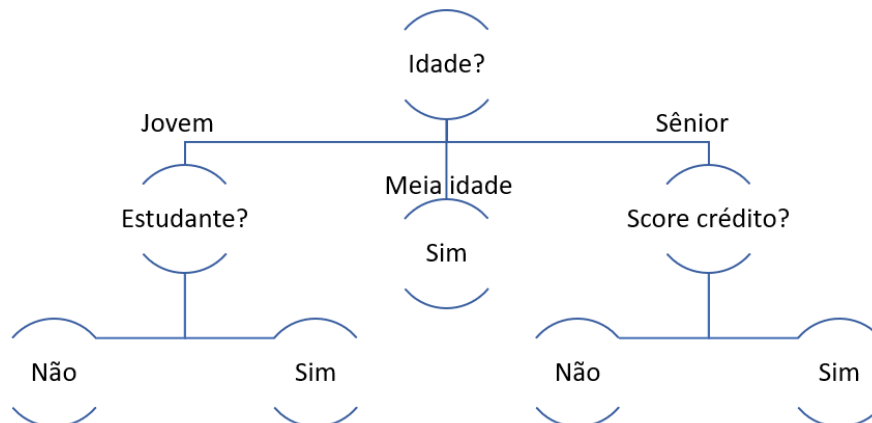 Idade?
Jovem
Sênior
Meia idade
Estudante?
Score crédito?
Sim
Não
Sim
Não
Sim